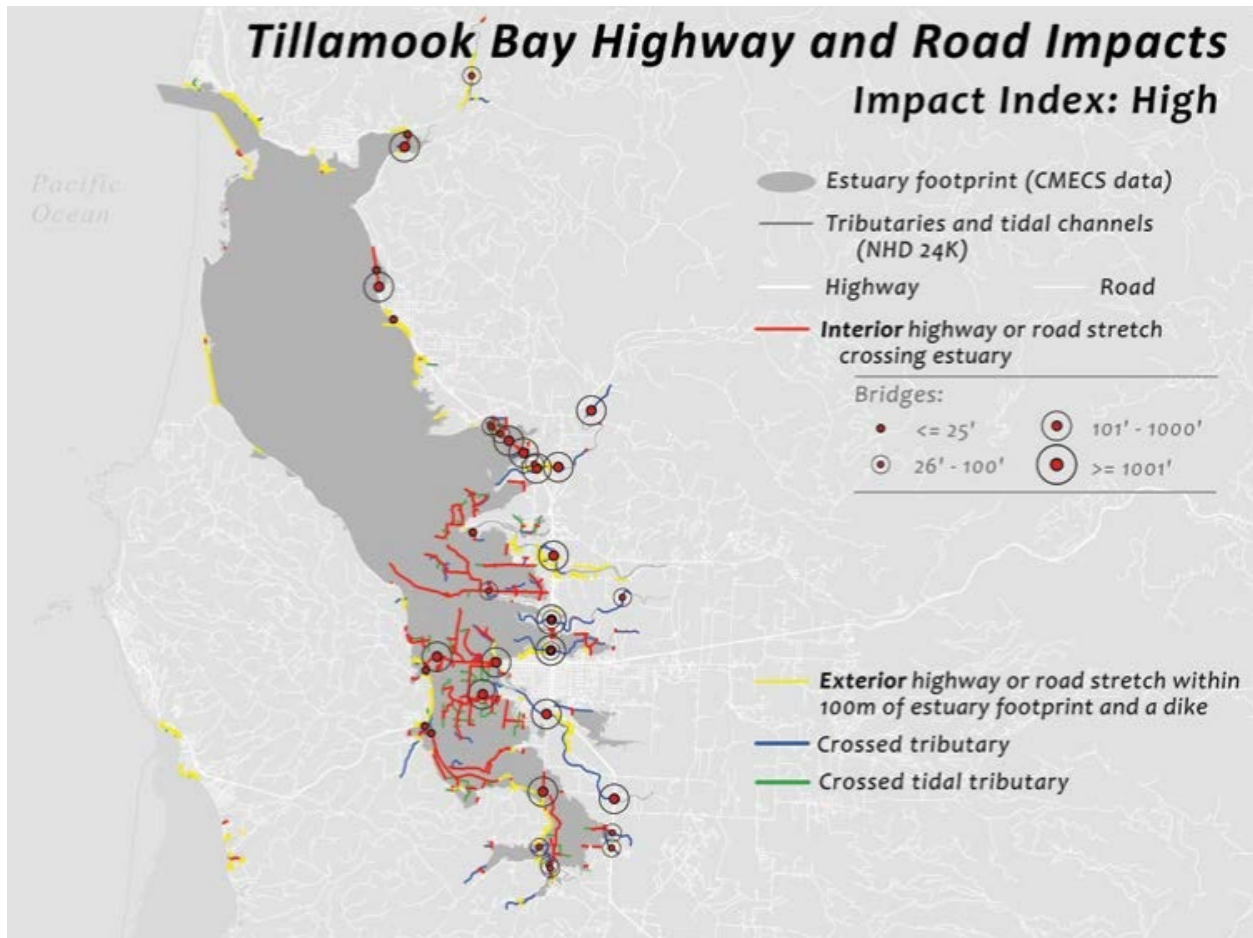 Tillamook Bay Highway and Road Impacts
Impact Index: High
Pacific
Ocean
Estuary footprint (CMECS data)
Tributaries and tidal channels
(NHD 24K)
Highway
Road
Interior highway or road stretch
crossing estuary
Bridges:
<= 25'
101' - 1000'
26' - 100'
>= 1001'
Exterior highway or road stretch within
100m of estuary footprint and a dike
Crossed tributary
Crossed tidal tributary